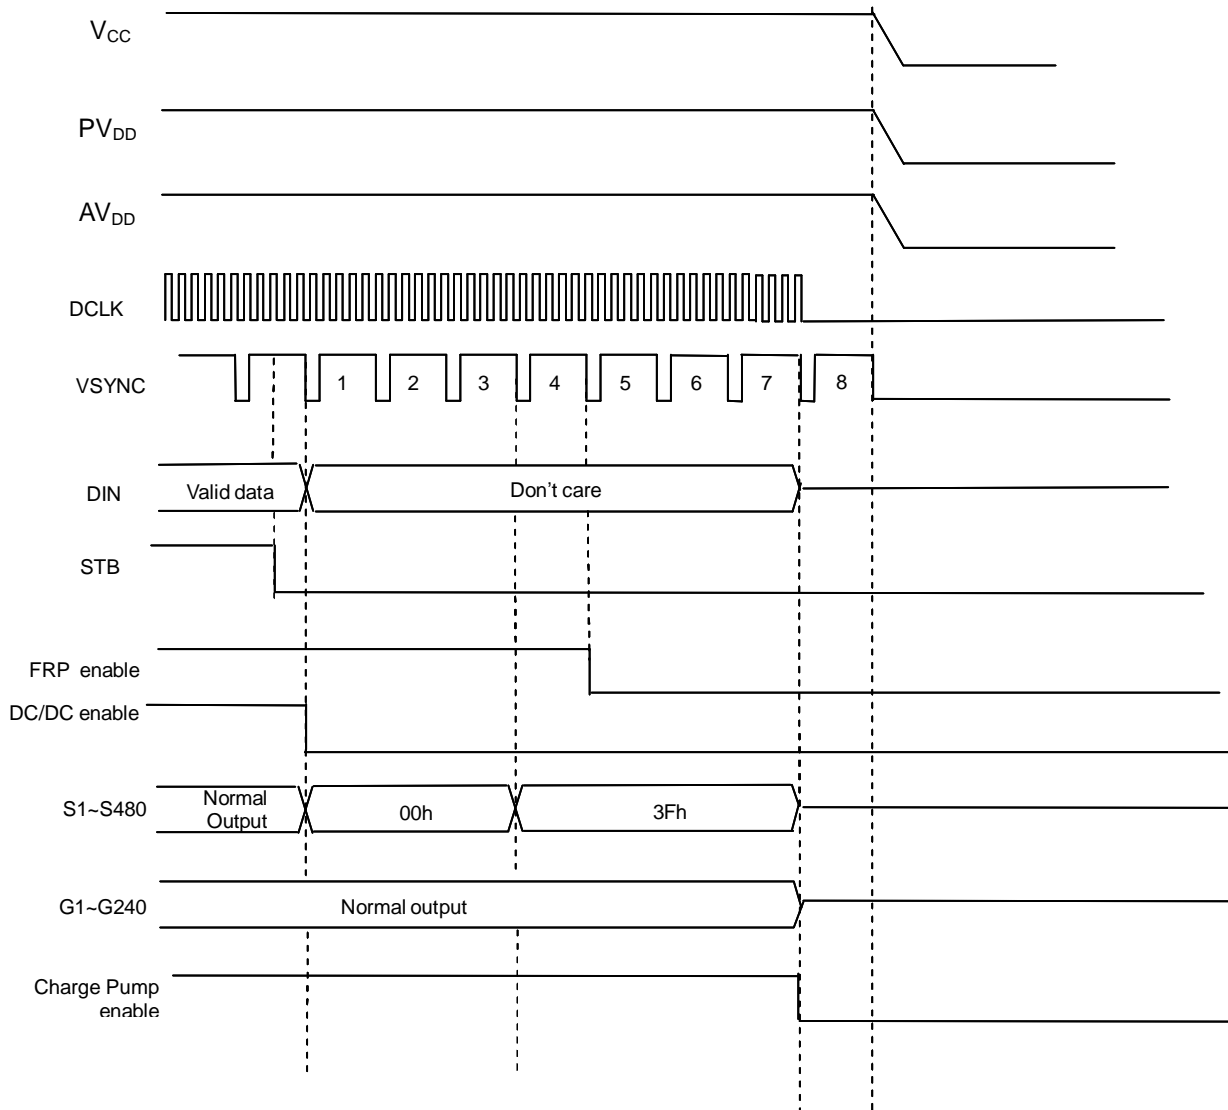 VCC
PVDD
AVDD
DCLK
VSYNC 1 2 3 4 5 6 7 8
DIN Valid data Don't care
STB
FRP enable
DC/DC enable
S1~S480 Normal Output 00h 3Fh
G1~G240 Normal output
Charge Pump
enable